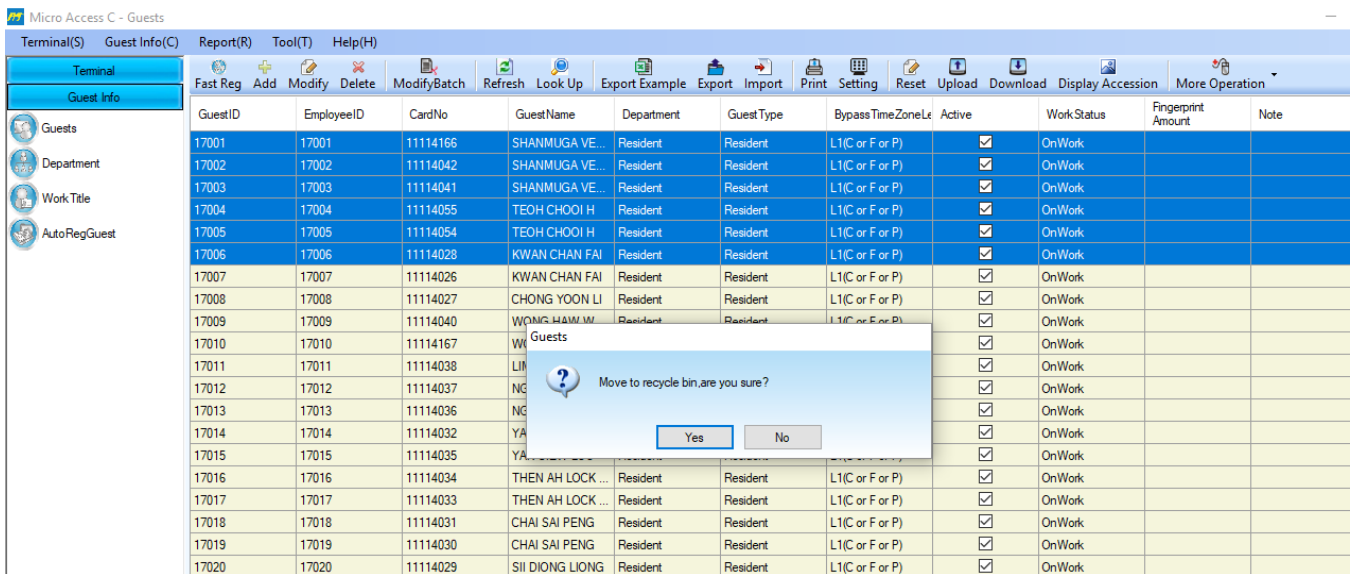 Micro Access C - Guests
Terminal(S) Guest Info(C) Report(R) Tool(T) Help(H)
Terminal
Guest Info
Guests
Department
Work Title
AutoRegGuest
Fast Reg Add Modify Delete ModifyBatch Refresh Look Up Export Example Export Import Print Setting Reset Upload Download Display Accession More Operation
GuestID EmployeeID CardNo GuestName Department GuestType BypassTimeZoneLe Active WorkStatus Fingerprint Amount Note
17001 17001 11114166 SHANMUGA VE... Resident Resident L1(C or F or P) OnWork
17002 17002 11114042 SHANMUGA VE... Resident Resident L1(C or F or P) OnWork
17003 17003 11114041 SHANMUGA VE... Resident Resident L1(C or F or P) OnWork
17004 17004 11114055 TEOH CHOOI H Resident Resident L1(C or F or P) OnWork
17005 17005 11114054 TEOH CHOOI H Resident Resident L1(C or F or P) OnWork
17006 17006 11114028 KWAN CHAN FAI Resident Resident L1(C or F or P) OnWork
17007 17007 11114026 KWAN CHAN FAI Resident Resident L1(C or F or P) OnWork
17008 17008 11114027 CHONG YOON LI Resident Resident L1(C or F or P) OnWork
17009 17009 11114040 WONG HAW W Resident Resident L1(C or F or P) OnWork
17010 17010 11114167 OnWork
17011 17011 11114038 OnWork
17012 17012 11114037 OnWork
17013 17013 11114036 OnWork
17014 17014 11114032 OnWork
17015 17015 11114035 OnWork
17016 17016 11114034 THEN AH LOCK ... Resident Resident L1(C or F or P) OnWork
17017 17017 11114033 THEN AH LOCK ... Resident Resident L1(C or F or P) OnWork
17018 17018 11114031 CHAI SAI PENG Resident Resident L1(C or F or P) OnWork
17019 17019 11114030 CHAI SAI PENG Resident Resident L1(C or F or P) OnWork
17020 17020 11114029 SII DIONG LIONG Resident Resident L1(C or F or P) OnWork
Guests
Move to recycle bin,are you sure?
Yes No